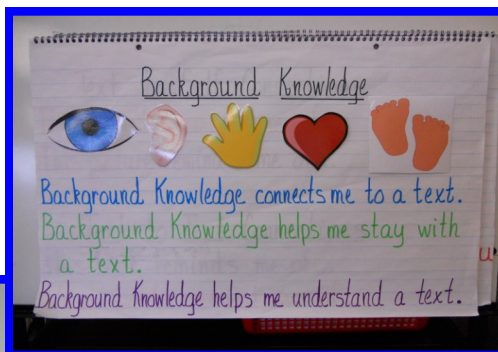 Background Knowledge
Background Knowledge connects me to a text.
Background Knowledge helps me stay with
a text.
Background Knowledge helps me understand a text.